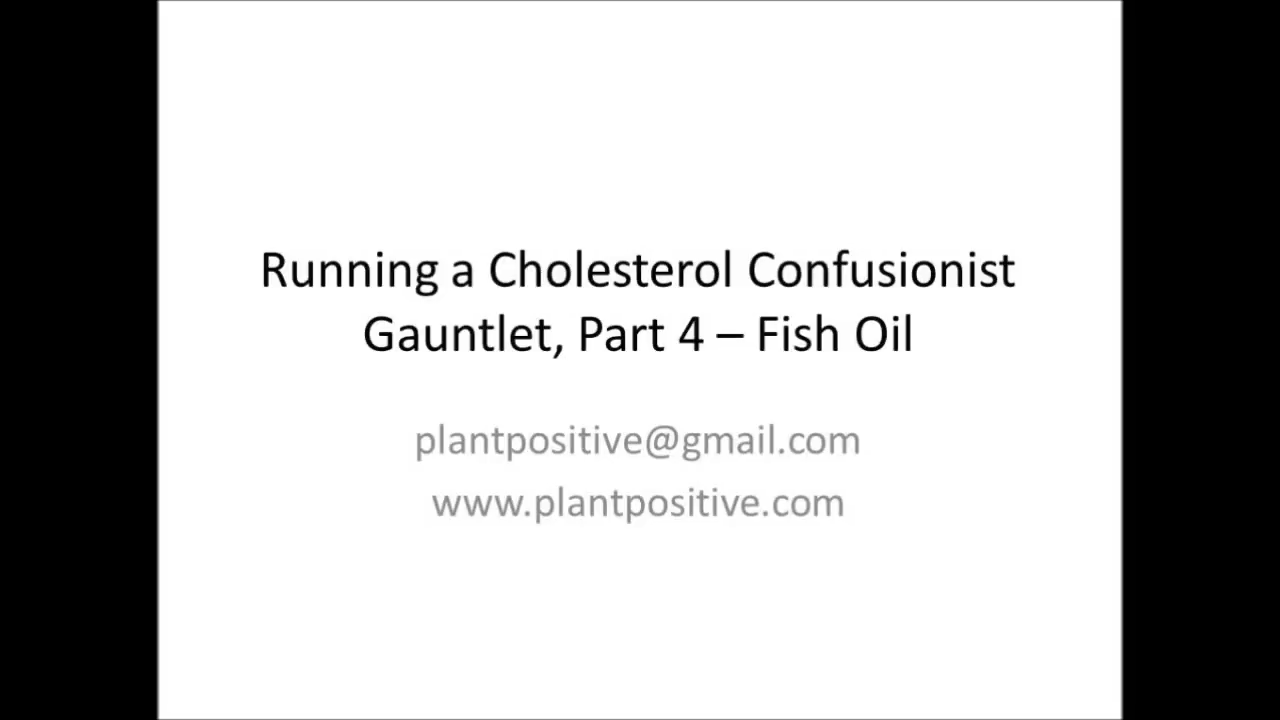 Running a Cholesterol Confusionist
Gauntlet, Part 4 – Fish Oil
plantpositive@gmail.com
www.plantpositive.com